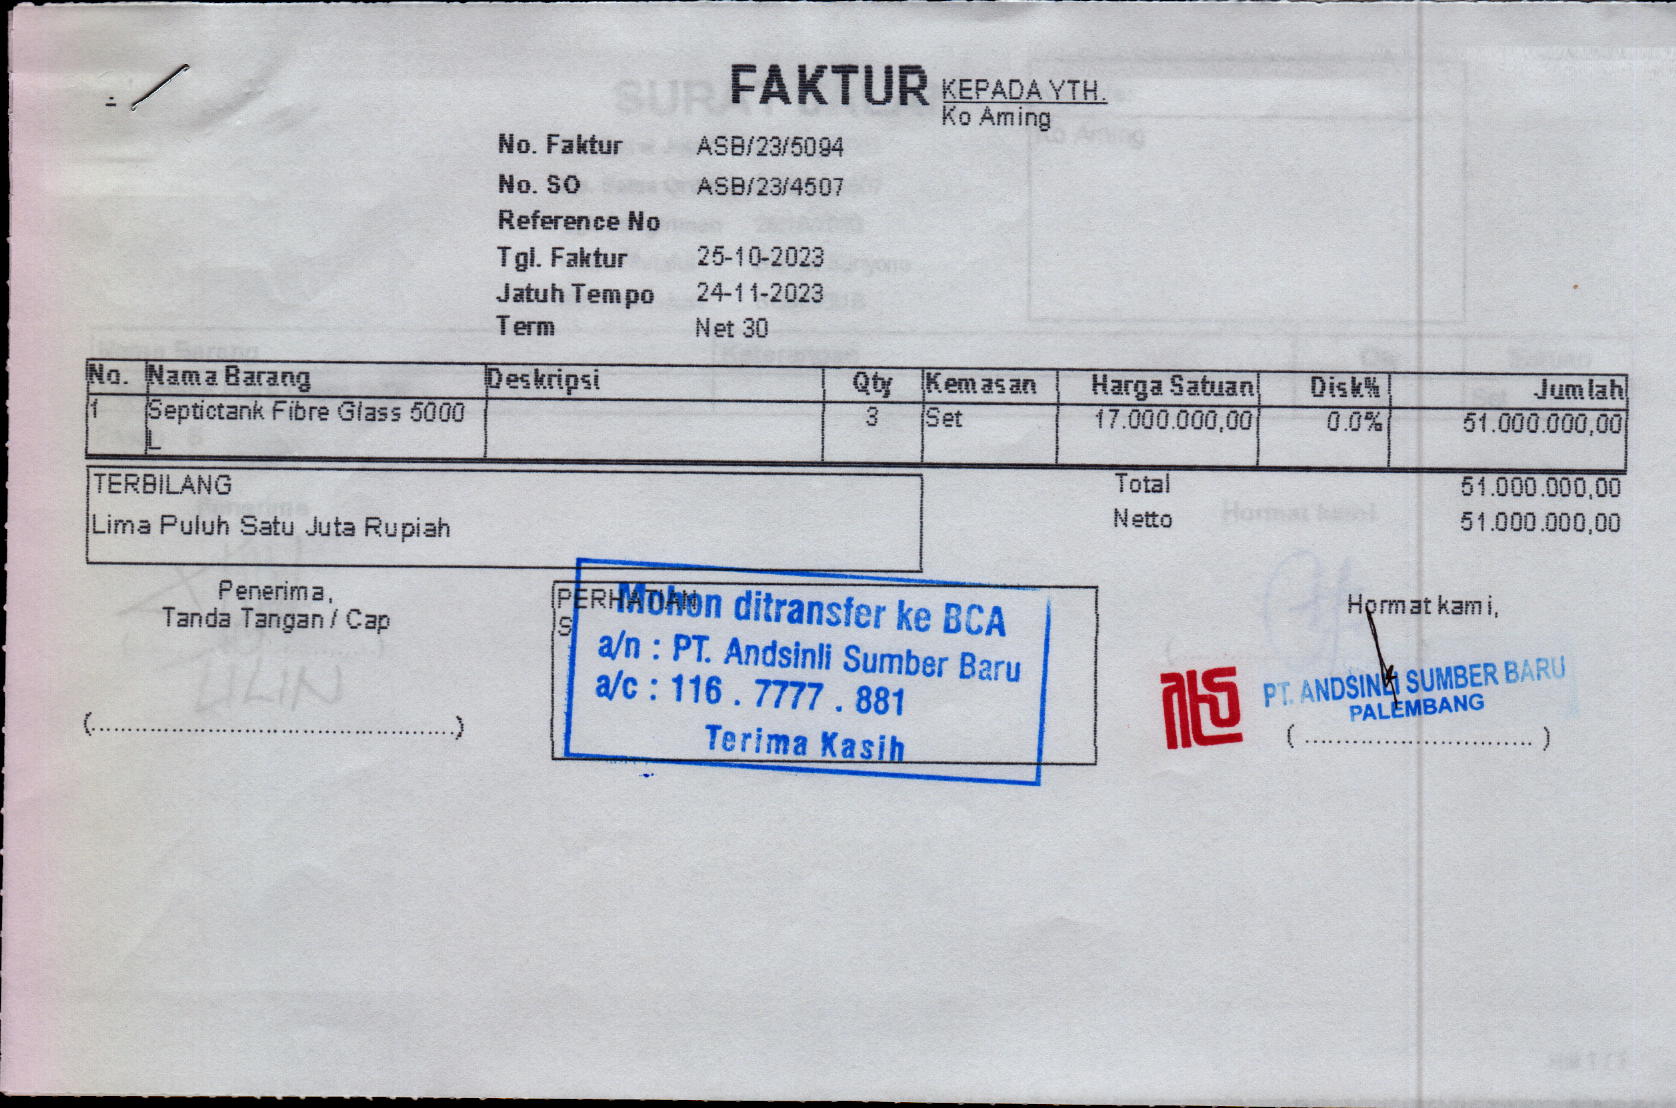 FAKTUR
KEPADA YTH.
Ko Aming
No. Faktur ASB/23/5094
No. SO ASB/23/4507
Reference No
Tgl. Faktur 25-10-2023
Jatuh Tempo 24-11-2023
Term Net 30
No. Nama Barang Deskripsi Qty Kemasan Harga Satuan Disk% Jumlah
1 Septictank Fibre Glass 5000 3 Set 17.000.000,00 0.0% 51.000.000,00
L
TERBILANG
Lima Puluh Satu Juta Rupiah
Total 51.000.000,00
Netto 51.000.000,00
Penerima,
Tanda Tangan / Cap
(................................................)
PERHATIAN
Mohon ditransfer ke BCA
a/n : PT. Andsinli Sumber Baru
a/c : 116 . 7777 . 881
Terima Kasih
Hormat kami,
PT. ANDSINLI SUMBER BARU
PALEMBANG
( ............................. )